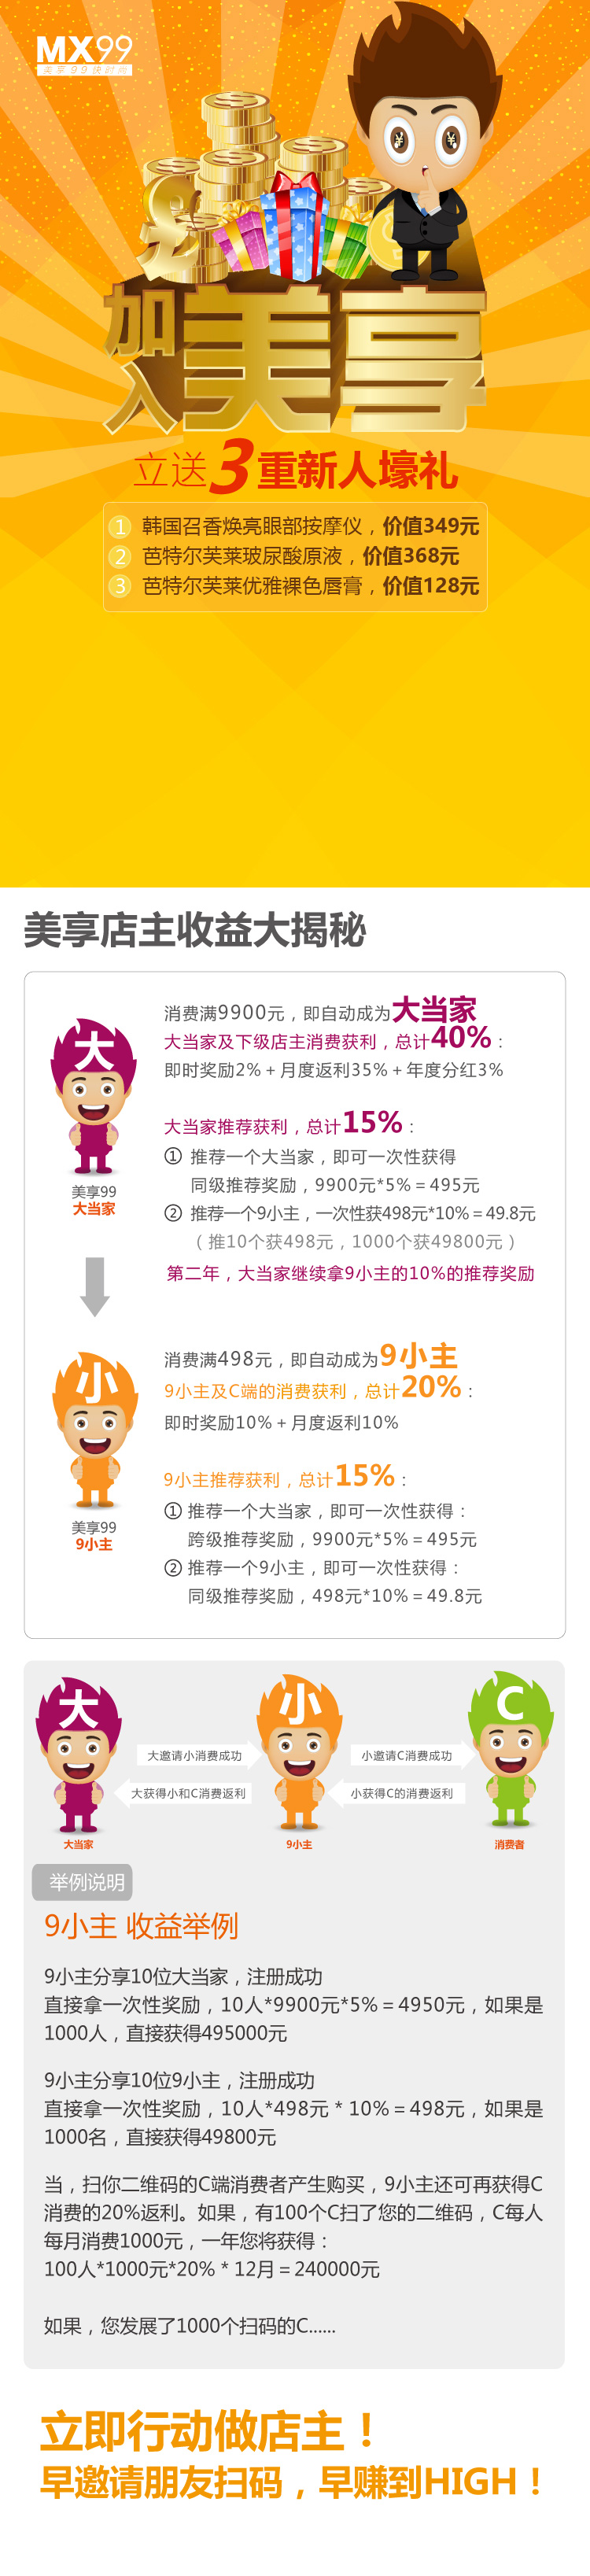 MX99
美享99快时尚
加入美享
立送3重新人壕礼
1 韩国召香焕亮眼部按摩仪，价值349元
2 芭特尔芙莱玻尿酸原液，价值368元
3 芭特尔芙莱优雅裸色唇膏，价值128元
美享店主收益大揭秘
大
美享99
大当家
消费满9900元，即自动成为大当家
大当家及下级店主消费获利，总计40%：
即时奖励2%＋月度返利35%＋年度分红3%
大当家推荐获利，总计15%：
① 推荐一个大当家，即可一次性获得
同级推荐奖励，9900元*5%＝495元
② 推荐一个9小主，一次性获498元*10%＝49.8元
（推10个获498元，1000个获49800元）
第二年，大当家继续拿9小主的10%的推荐奖励
小
美享99
9小主
消费满498元，即自动成为9小主
9小主及C端的消费获利，总计20%：
即时奖励10%＋月度返利10%
9小主推荐获利，总计15%：
① 推荐一个大当家，即可一次性获得：
跨级推荐奖励，9900元*5%＝495元
② 推荐一个9小主，即可一次性获得：
同级推荐奖励，498元*10%＝49.8元
大
小
C
大邀请小消费成功
小邀请C消费成功
大获得小和C消费返利
小获得C的消费返利
大当家
9小主
消费者
举例说明
9小主 收益举例
9小主分享10位大当家，注册成功
直接拿一次性奖励，10人*9900元*5%＝4950元，如果是
1000人，直接获得495000元
9小主分享10位9小主，注册成功
直接拿一次性奖励，10人*498元 * 10%＝498元，如果是
1000名，直接获得49800元
当，扫你二维码的C端消费者产生购买，9小主还可再获得C
消费的20%返利。如果，有100个C扫了您的二维码，C每人
每月消费1000元，一年您将获得：
100人*1000元*20% * 12月＝240000元
如果，您发展了1000个扫码的C......
立即行动做店主！
早邀请朋友扫码，早赚到HIGH！